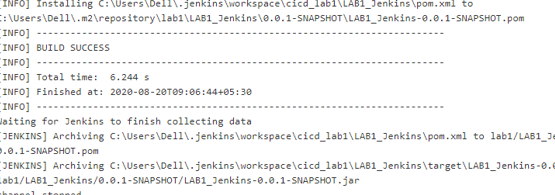 [INFO] Installing C:\Users\Dell\.jenkins\workspace\cicd_lab1\LAB1_Jenkins\pom.xml to
C:\Users\Dell\.m2\repository\lab1\LAB1_Jenkins\0.0.1-SNAPSHOT\LAB1_Jenkins-0.0.1-SNAPSHOT.pom
[INFO] ------------------------------------------------------------------------
[INFO] BUILD SUCCESS
[INFO] ------------------------------------------------------------------------
[INFO] Total time:  6.244 s
[INFO] Finished at: 2020-08-20T09:06:44+05:30
[INFO] ------------------------------------------------------------------------
Waiting for Jenkins to finish collecting data
[JENKINS] Archiving C:\Users\Dell\.jenkins\workspace\cicd_lab1\LAB1_Jenkins\pom.xml to lab1/LAB1_Je
0.0.1-SNAPSHOT.pom
[JENKINS] Archiving C:\Users\Dell\.jenkins\workspace\cicd_lab1\LAB1_Jenkins\target\LAB1_Jenkins-0.0
lab1/LAB1_Jenkins/0.0.1-SNAPSHOT/LAB1_Jenkins-0.0.1-SNAPSHOT.jar
channel stopped